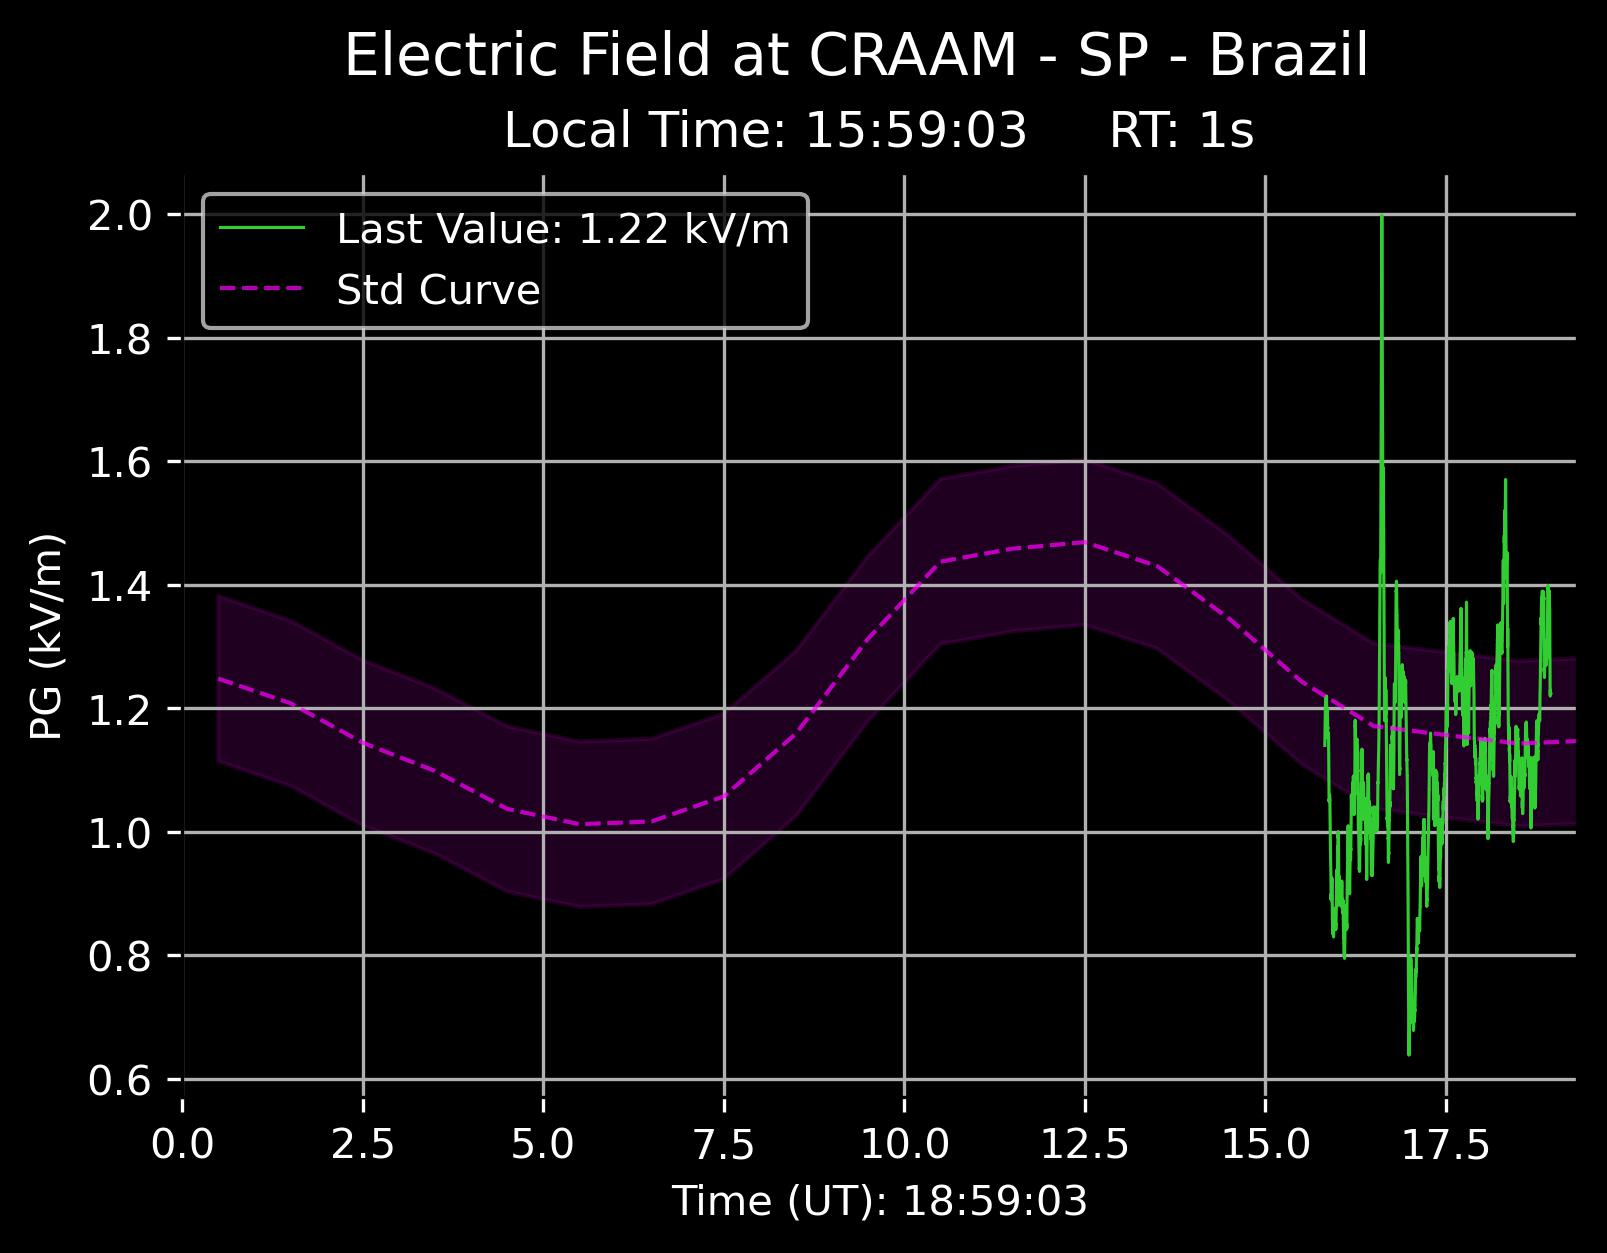 Electric Field at CRAAM - SP - Brazil
Local Time: 15:59:03 RT: 1s
Last Value: 1.22 kV/m
Std Curve
PG (kV/m)
2.0
1.8
1.6
1.4
1.2
1.0
0.8
0.6
0.0 2.5 5.0 7.5 10.0 12.5 15.0 17.5
Time (UT): 18:59:03